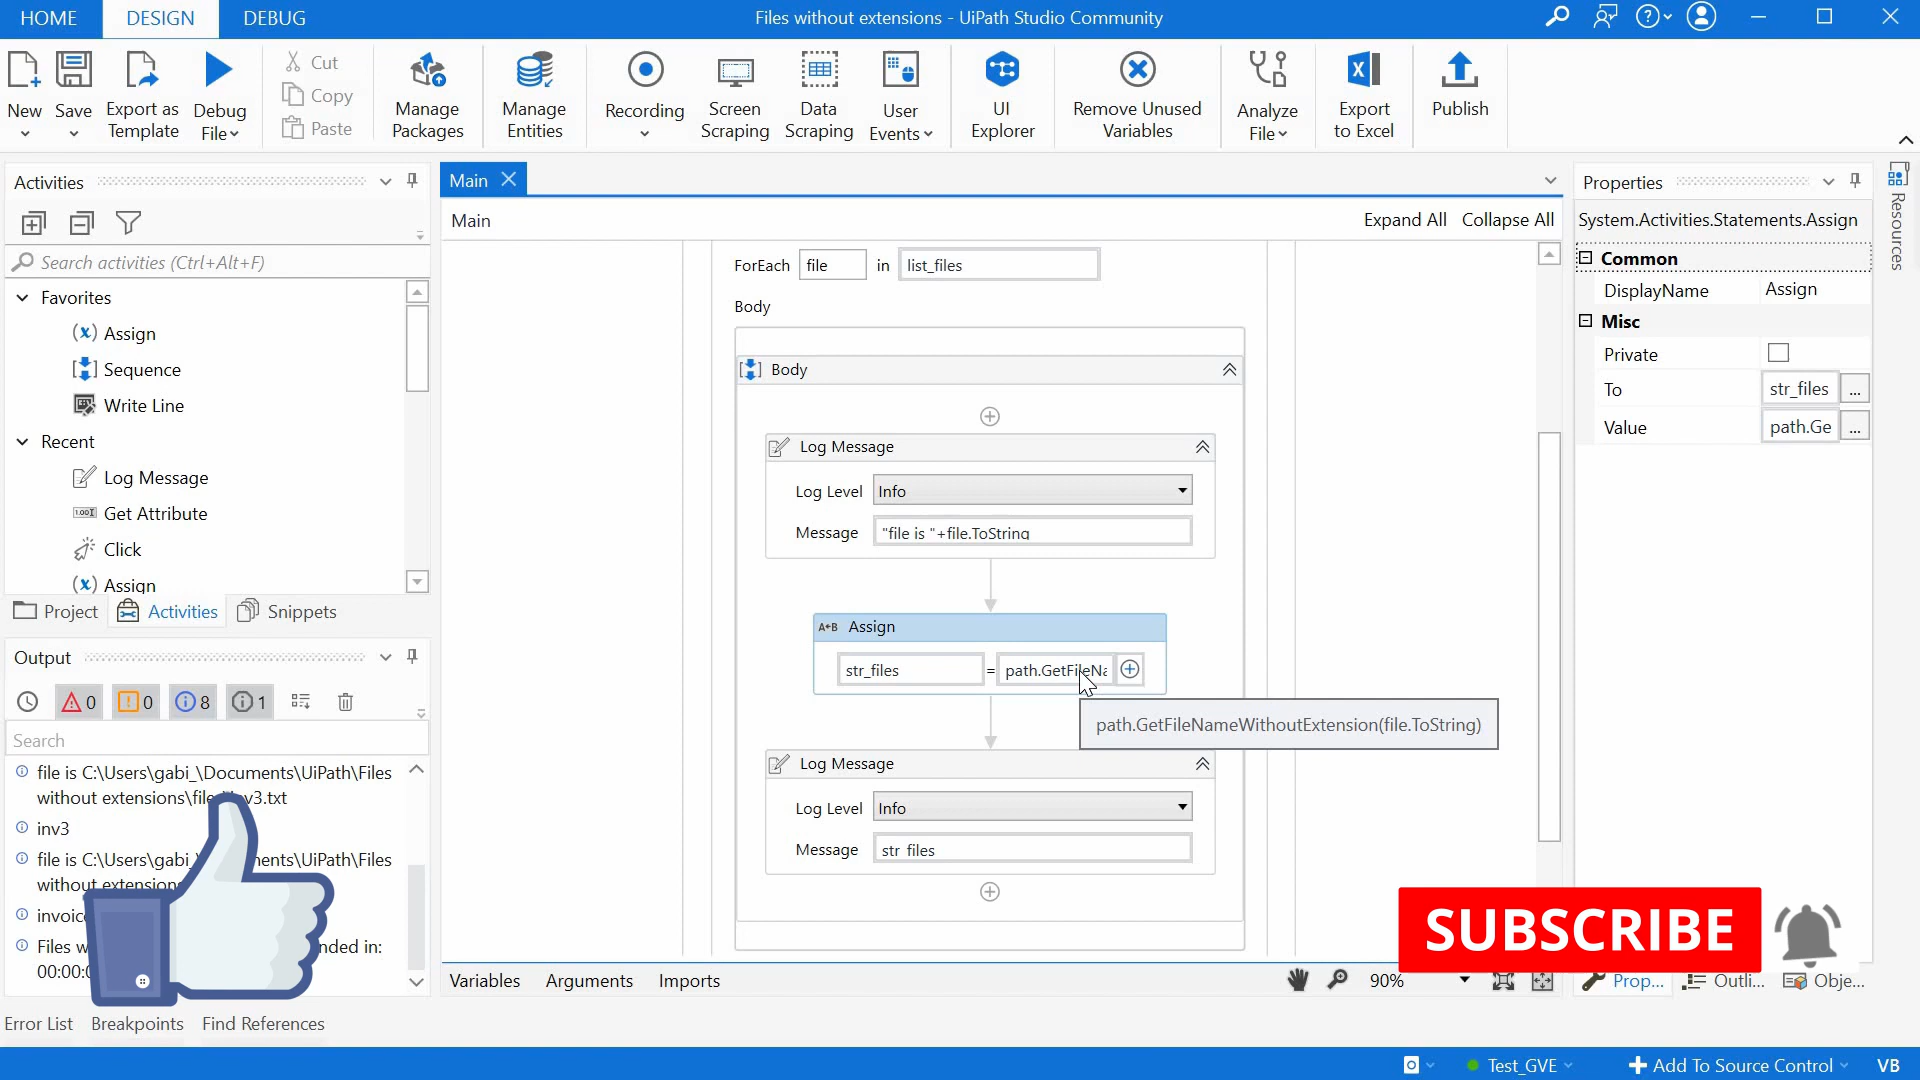 HOME DESIGN DEBUG
Files without extensions - UiPath Studio Community
New
Save
Export as
Template
Debug
File
Cut
Copy
Paste
Manage
Packages
Manage
Entities
Recording
Screen
Scraping
Data
Scraping
User
Events
UI
Explorer
Remove Unused
Variables
Analyze
File
Export
to Excel
Publish
Activities
Search activities (Ctrl+Alt+F)
Favorites
Assign
Sequence
Write Line
Recent
Log Message
Get Attribute
Click
Assign
Project Activities Snippets
Output
0 0 8 1
Search
file is C:\Users\gabi_\Documents\UiPath\Files
without extensions\file inv3.txt
inv3
file is C:\Users\gabi_ ments\UiPath\Files
without extensions
invoice
Files w nded in:
00:00:0
Error List Breakpoints Find References
Main
Main
Expand All Collapse All
ForEach file in list_files
Body
Body
Log Message
Log Level Info
Message "file is "+file.ToString
A←B Assign
str_files = path.GetFileNa
path.GetFileNameWithoutExtension(file.ToString)
Log Message
Log Level Info
Message str_files
Variables Arguments Imports
90%
Properties
System.Activities.Statements.Assign
Common
DisplayName Assign
Misc
Private
To str_files ...
Value path.Ge ...
Resources
SUBSCRIBE
Prop... Outli... Obje...
Test_GVE
Add To Source Control
VB